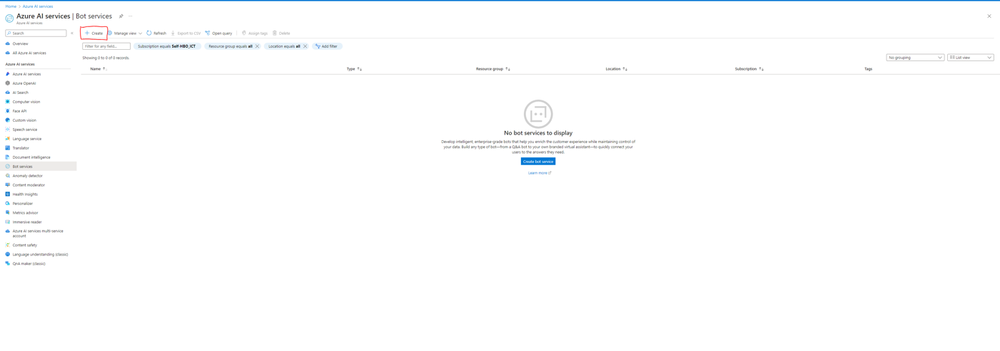 Home > Azure AI services
Azure AI services | Bot services
Azure AI services
Search
Create
Manage view
Refresh
Export to CSV
Open query
Assign tags
Delete
Overview
All Azure AI services
Azure AI services
Azure AI services
Azure OpenAI
AI Search
Computer vision
Face API
Custom vision
Speech service
Language service
Translator
Document intelligence
Bot services
Anomaly detector
Content moderator
Health Insights
Personalizer
Metrics advisor
Immersive reader
Azure AI services multi-service
account
Content safety
Language understanding (classic)
QnA maker (classic)
Filter for any field...
Subscription equals Self-HBO_ICT
Resource group equals all
Location equals all
Add filter
Showing 0 to 0 of 0 records.
No grouping
List view
Name
Type
Resource group
Location
Subscription
Tags
No bot services to display
Develop intelligent, enterprise-grade bots that help you enrich the customer experience while maintaining control of
your data. Build any type of bot—from a Q&A bot to your own branded virtual assistant—to quickly connect your
users to the answers they need.
Create bot service
Learn more